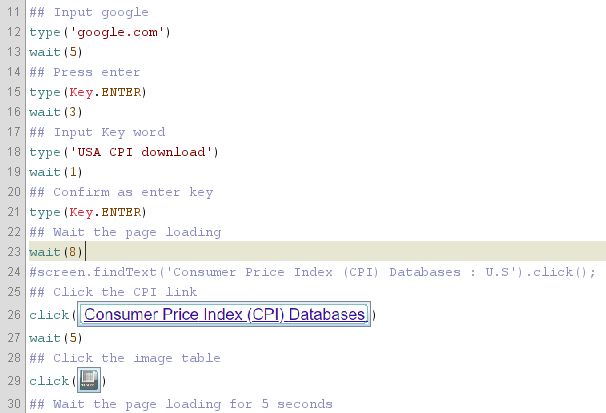 11 ## Input google
12 type('google.com')
13 wait(5)
14 ## Press enter
15 type(Key.ENTER)
16 wait(3)
17 ## Input Key word
18 type('USA CPI download')
19 wait(1)
20 ## Confirm as enter key
21 type(Key.ENTER)
22 ## Wait the page loading
23 wait(8)
24 #screen.findText('Consumer Price Index (CPI) Databases : U.S').click();
25 ## Click the CPI link
26 click(Consumer Price Index (CPI) Databases)
27 wait(5)
28 ## Click the image table
29 click()
30 ## Wait the page loading for 5 seconds